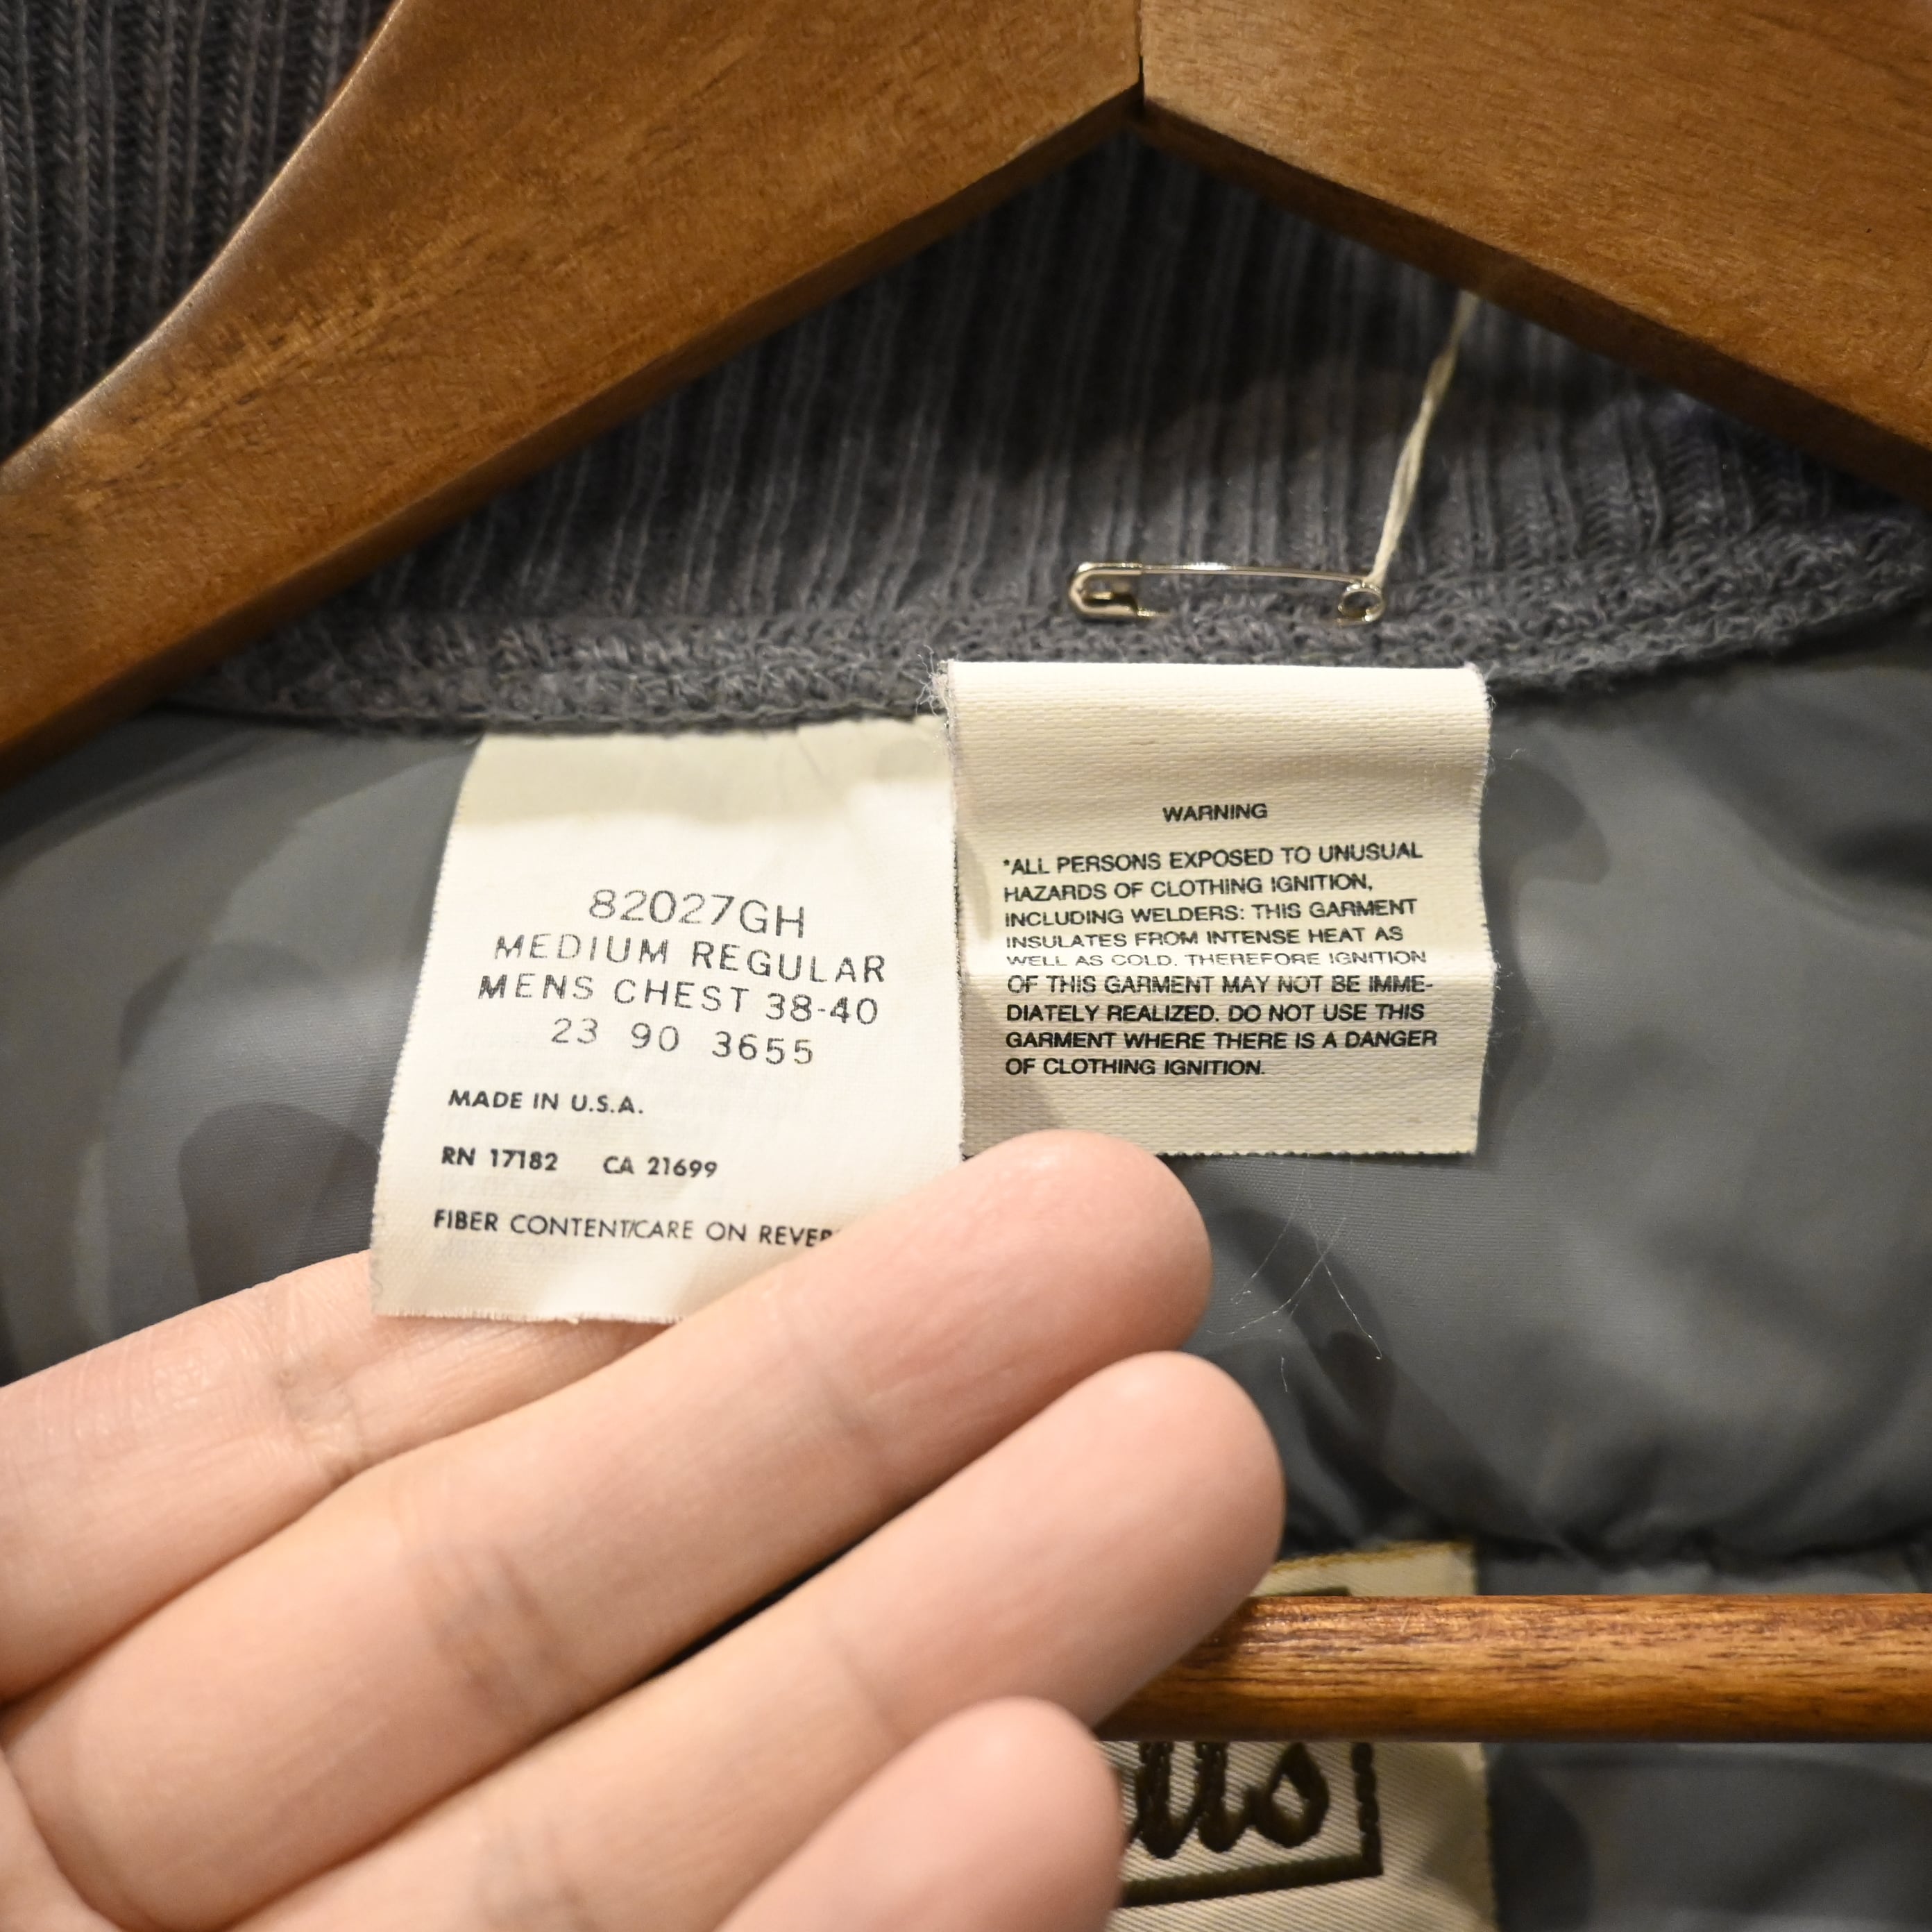 82027GH
MEDIUM REGULAR
MENS CHEST 38-40
23 90 3655
MADE IN U.S.A.
RN 17182 CA 21699
FIBER CONTENT/CARE ON
WARNING
*ALL PERSONS EXPOSED TO UNUSUAL
HAZARDS OF CLOTHING IGNITION,
INCLUDING WELDERS: THIS GARMENT
INSULATES FROM INTENSE HEAT AS
WELL AS COLD. THEREFORE IGNITION
OF THIS GARMENT MAY NOT BE IMME-
DIATELY REALIZED. DO NOT USE THIS
GARMENT WHERE THERE IS A DANGER
OF CLOTHING IGNITION.